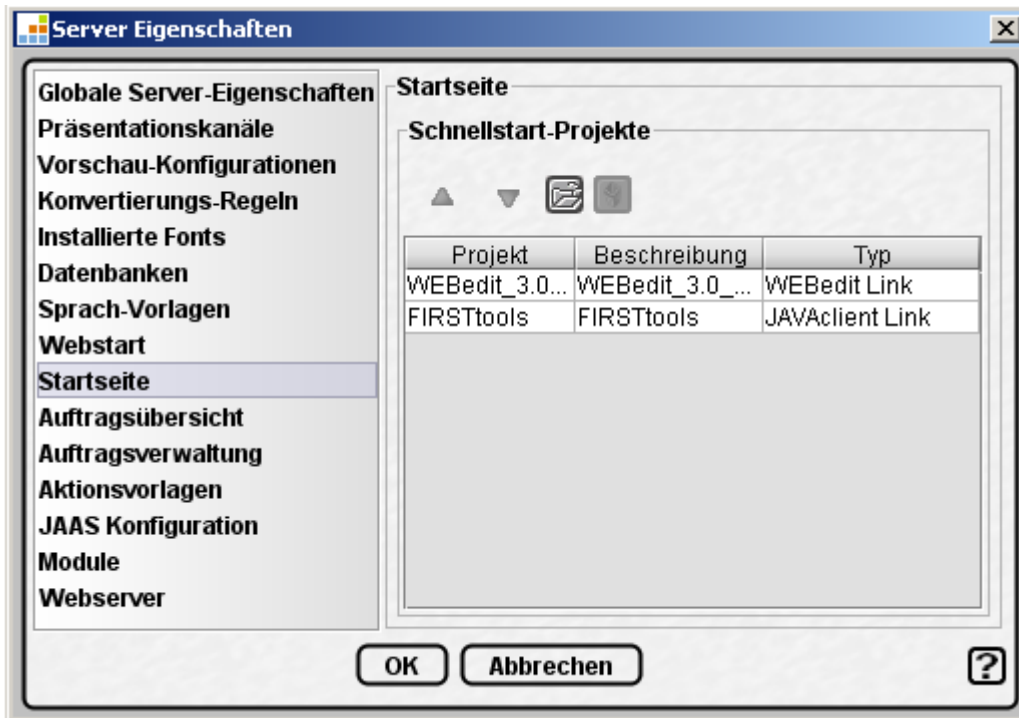 Server Eigenschaften
Globale Server-Eigenschaften
Präsentationskanäle
Vorschau-Konfigurationen
Konvertierungs-Regeln
Installierte Fonts
Datenbanken
Sprach-Vorlagen
Webstart
Startseite
Auftragsübersicht
Auftragsverwaltung
Aktionsvorlagen
JAAS Konfiguration
Module
Webserver
Startseite
Schnellstart-Projekte
Projekt Beschreibung Typ
WEBedit_3.0... WEBedit_3.0_... WEBedit Link
FIRSTtools FIRSTtools JAVAclient Link
OK Abbrechen ?